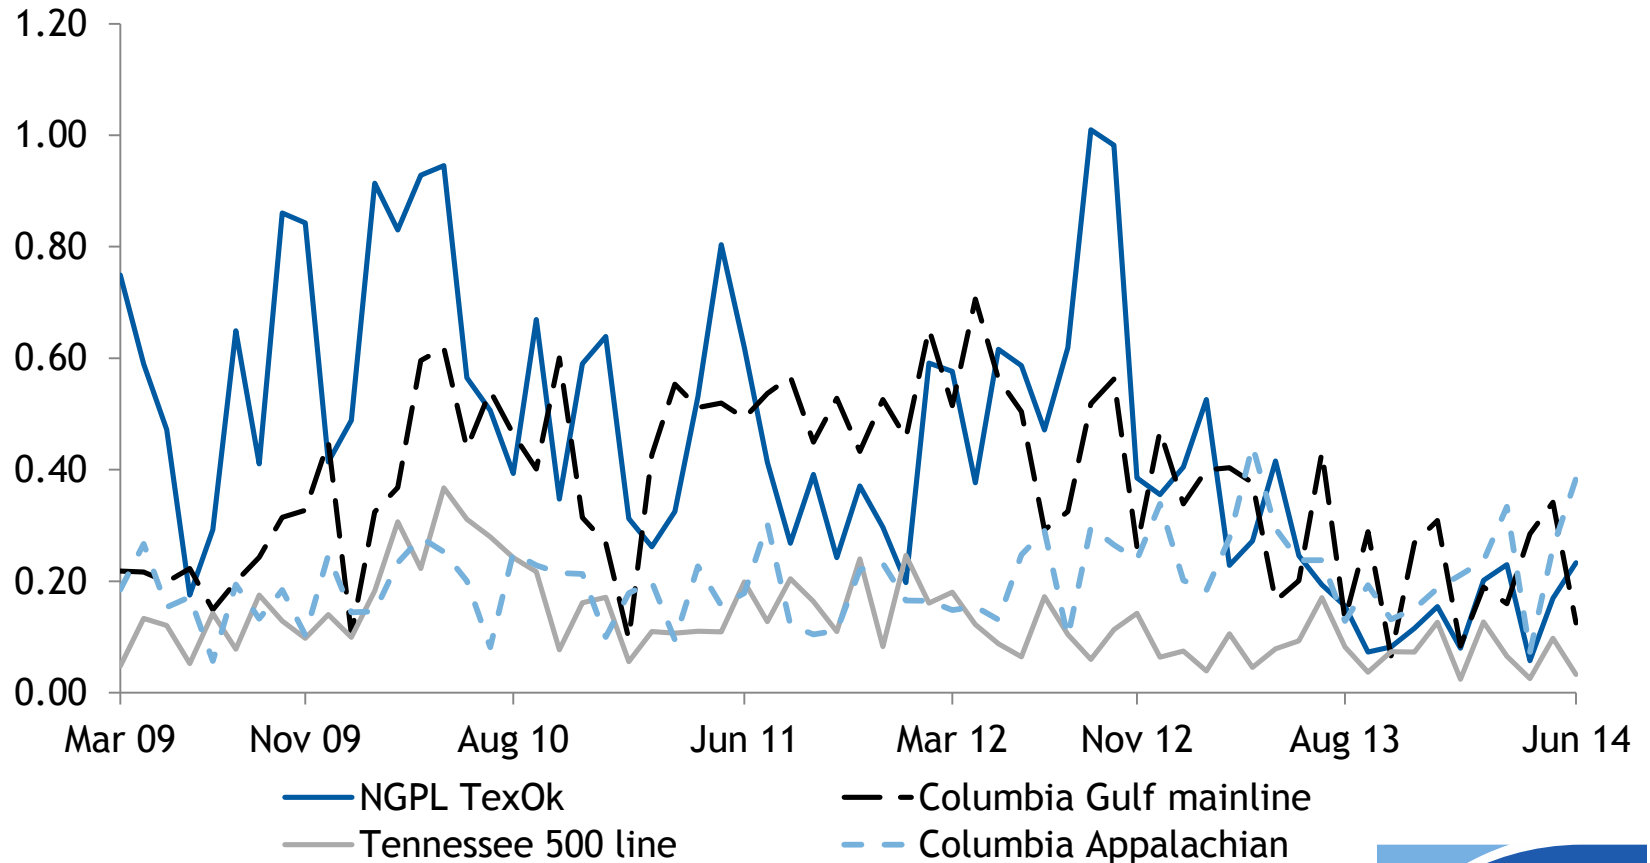 1.20
1.00
0.80
0.60
0.40
0.20
0.00
Mar 09 Nov 09 Aug 10 Jun 11 Mar 12 Nov 12 Aug 13 Jun 14
NGPL TexOk Columbia Gulf mainline
Tennessee 500 line Columbia Appalachian